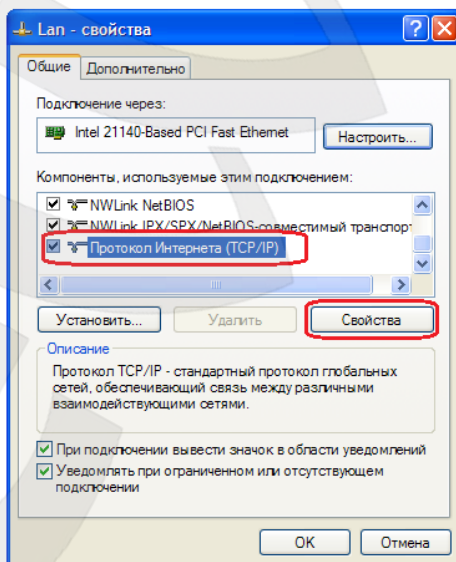 Lan - свойства
Общие Дополнительно
Подключение через:
Intel 21140-Based PCI Fast Ethernet
Настроить...
Компоненты, используемые этим подключением:
NWLink NetBIOS
NWLink IPX/SPX/NetBIOS-совместимый транспорт
Протокол Интернета (TCP/IP)
Установить... Удалить Свойства
Описание
Протокол TCP/IP - стандартный протокол глобальных
сетей, обеспечивающий связь между различными
взаимодействующими сетями.
При подключении вывести значок в области уведомлений
Уведомлять при ограниченном или отсутствующем
подключении
OK Отмена